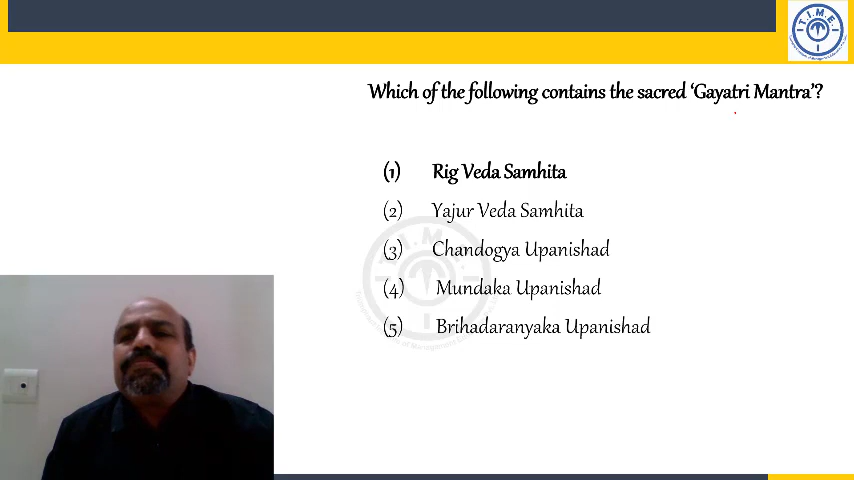 T.I.M.E.
Which of the following contains the sacred ‘Gayatri Mantra’?
(1) Rig Veda Samhita
(2) Yajur Veda Samhita
(3) Chandogya Upanishad
(4) Mundaka Upanishad
(5) Brihadaranyaka Upanishad